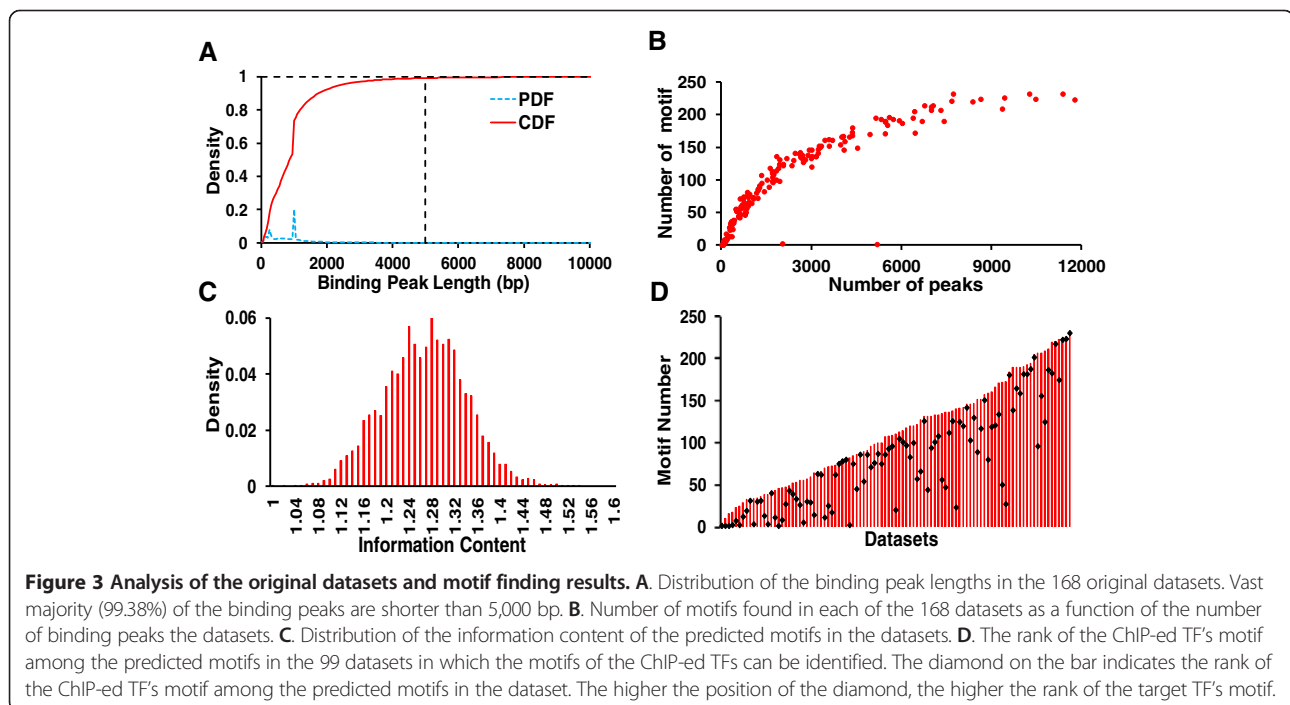 A
1
0.8
0.6
0.4
0.2
0
Density
PDF
CDF
0 2000 4000 6000 8000 10000
Binding Peak Length (bp)
B
250
200
150
100
50
0
Number of motif
0 3000 6000 9000 12000
Number of peaks
C
0.06
0.04
0.02
0
Density
1 1.04 1.08 1.12 1.16 1.2 1.24 1.28 1.32 1.36 1.4 1.44 1.48 1.52 1.56 1.6
Information Content
D
250
200
150
100
50
0
Motif Number
Datasets
Figure 3 Analysis of the original datasets and motif finding results. A. Distribution of the binding peak lengths in the 168 original datasets. Vast
majority (99.38%) of the binding peaks are shorter than 5,000 bp. B. Number of motifs found in each of the 168 datasets as a function of the number
of binding peaks the datasets. C. Distribution of the information content of the predicted motifs in the datasets. D. The rank of the ChIP-ed TF's motif
among the predicted motifs in the 99 datasets in which the motifs of the ChIP-ed TFs can be identified. The diamond on the bar indicates the rank of
the ChIP-ed TF's motif among the predicted motifs in the dataset. The higher the position of the diamond, the higher the rank of the target TF's motif.